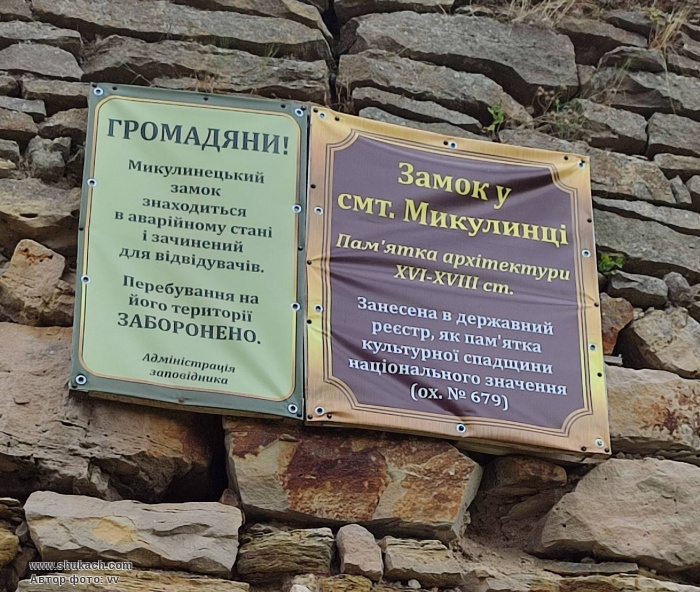 ГРОМАДЯНИ!
Микулинецький
замок
знаходиться
в аварійному стані
і зачинений
для відвідувачів.
Перебування на
його території
ЗАБОРОНЕНО.
Адміністрація
заповідника
Замок у
смт. Микулинці
Пам'ятка архітектури
XVI-XVIII ст.
Занесена в державний
реєстр, як пам'ятка
культурної спадщини
національного значення
(ох. № 679)
www.shukach.com
Автор фото: vv